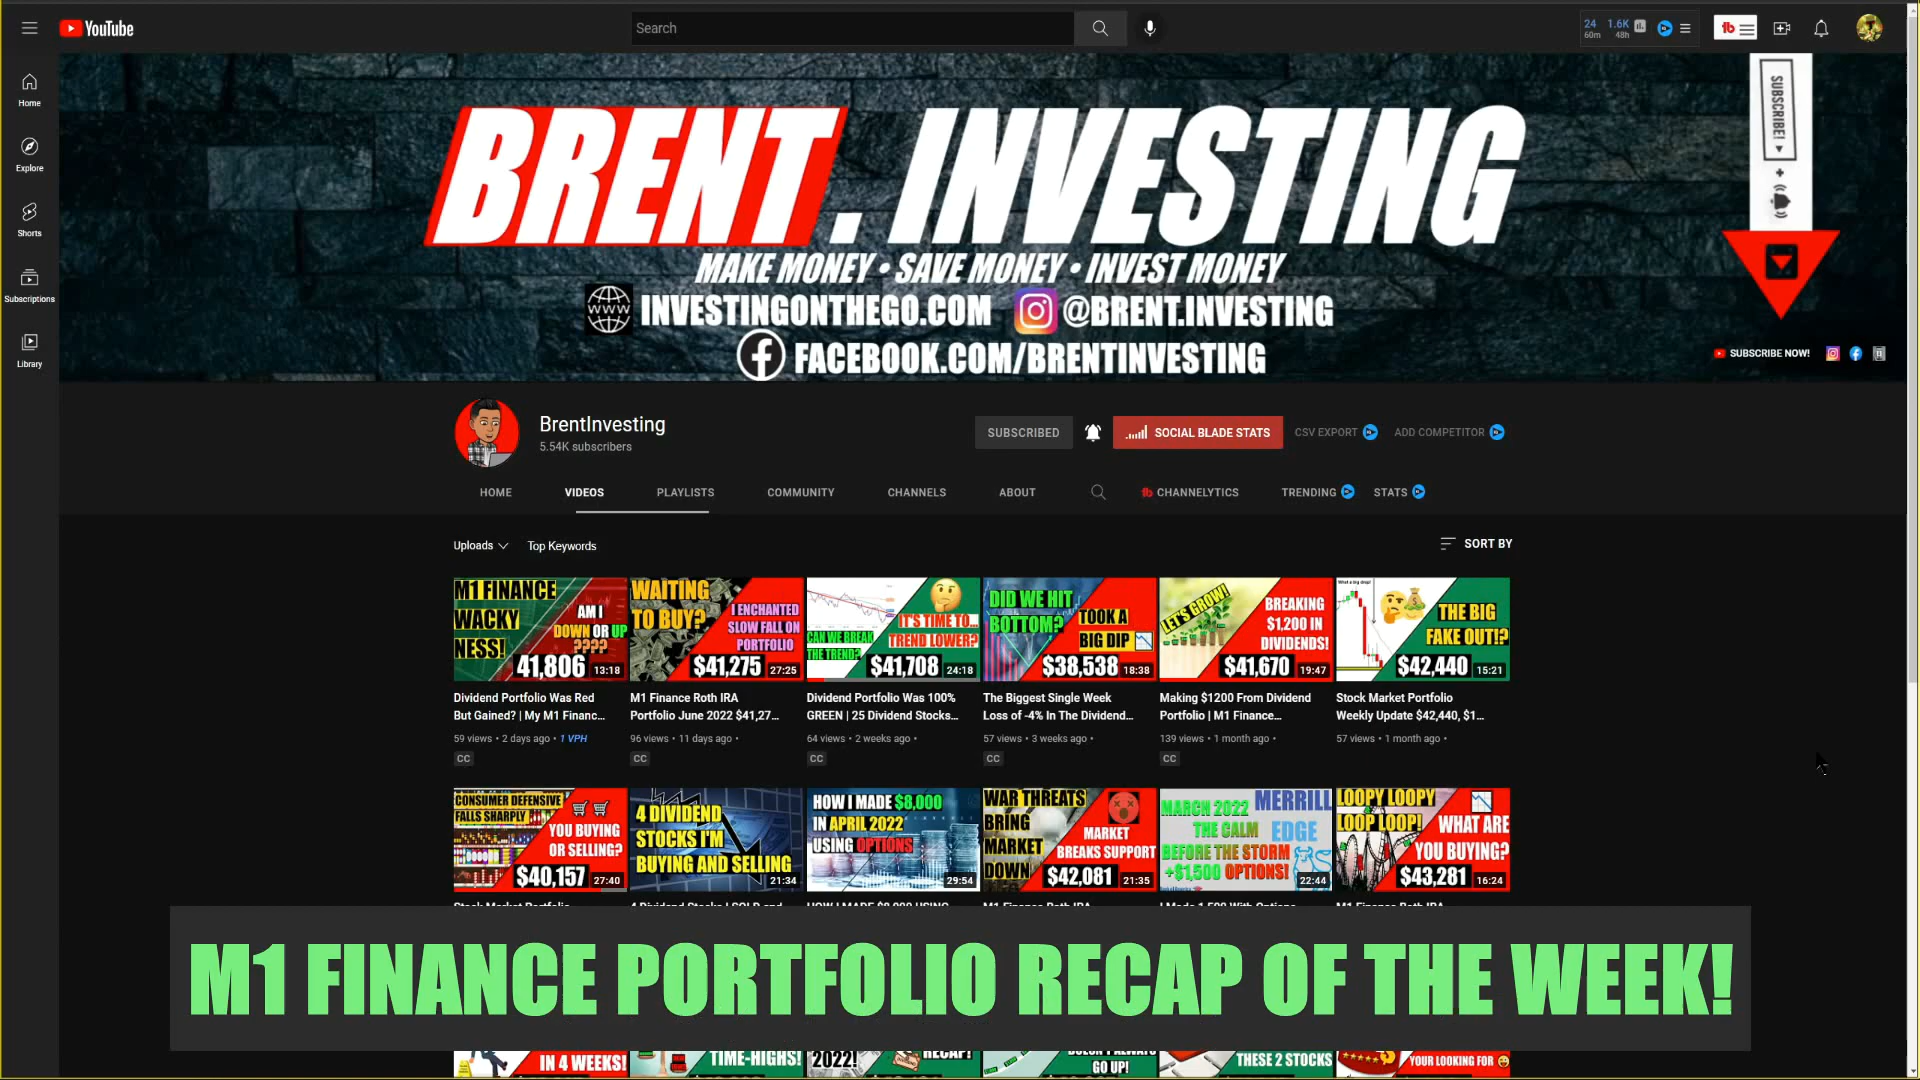 YouTube
Search
24
60m
1.6K
48h
Home
Explore
Shorts
Subscriptions
Library
BRENT.INVESTING
MAKE MONEY • SAVE MONEY • INVEST MONEY
WWW INVESTINGONTHEGO.COM @BRENT.INVESTING
FACEBOOK.COM/BRENTINVESTING
SUBSCRIBE!
SUBSCRIBE NOW!
BrentInvesting
5.54K subscribers
SUBSCRIBED
SOCIAL BLADE STATS
CSV EXPORT
ADD COMPETITOR
HOME
VIDEOS
PLAYLISTS
COMMUNITY
CHANNELS
ABOUT
CHANNELYTICS
TRENDING
STATS
Uploads
Top Keywords
SORT BY
M1 FINANCE
WACKY
NESS!
AM I
DOWN OR UP
????
41,806
13:18
Dividend Portfolio Was Red
But Gained? | My M1 Financ...
59 views • 2 days ago • 1 VPH
CC
WAITING
TO BUY?
I ENCHANTED
SLOW FALL ON
PORTFOLIO
$41,275
27:25
M1 Finance Roth IRA
Portfolio June 2022 $41,27...
96 views • 11 days ago •
CC
CAN WE BREAK
THE TREND?
IT'S TIME TO...
TREND LOWER?
$41,708
24:18
Dividend Portfolio Was 100%
GREEN | 25 Dividend Stocks...
64 views • 2 weeks ago •
CC
DID WE HIT
BOTTOM?
TOOK A
BIG DIP
$38,538
18:38
The Biggest Single Week
Loss of -4% In The Dividend...
57 views • 3 weeks ago •
CC
LET'S GROW!
BREAKING
$1,200 IN
DIVIDENDS!
$41,670
19:47
Making $1200 From Dividend
Portfolio | M1 Finance...
139 views • 1 month ago •
CC
What a big drop!
THE BIG
FAKE OUT!?
$42,440
15:21
Stock Market Portfolio
Weekly Update $42,440, $1...
57 views • 1 month ago •
CONSUMER DEFENSIVE
FALLS SHARPLY
YOU BUYING
OR SELLING?
$40,157
27:40
4 DIVIDEND
STOCKS I'M
BUYING AND SELLING
21:34
HOW I MADE $8,000
IN APRIL 2022
USING OPTIONS
29:54
WAR THREATS
BRING
MARKET
DOWN
MARKET
BREAKS SUPPORT
$42,081
21:35
MARCH 2022
THE CALM
BEFORE THE STORM
+$1,500 OPTIONS!
MERRILL
EDGE
22:44
LOOPY LOOPY
LOOP LOOP!
WHAT ARE
YOU BUYING?
$43,281
16:24
M1 FINANCE PORTFOLIO RECAP OF THE WEEK!
IN 4 WEEKS!
TIME-HIGHS!
2022!
RECAP!
DOESN'T ALWAYS
GO UP!
THESE 2 STOCKS
YOUR LOOKING FOR